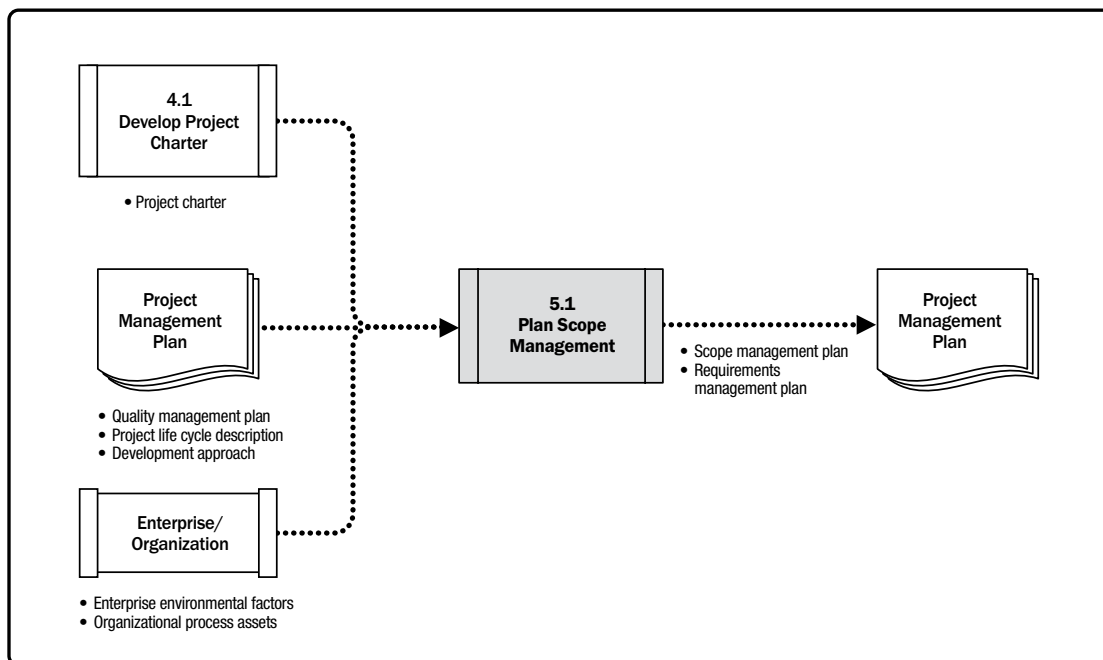 4.1
Develop Project
Charter
• Project charter
Project
Management
Plan
• Quality management plan
• Project life cycle description
• Development approach
Enterprise/
Organization
• Enterprise environmental factors
• Organizational process assets
5.1
Plan Scope
Management
• Scope management plan
• Requirements
management plan
Project
Management
Plan